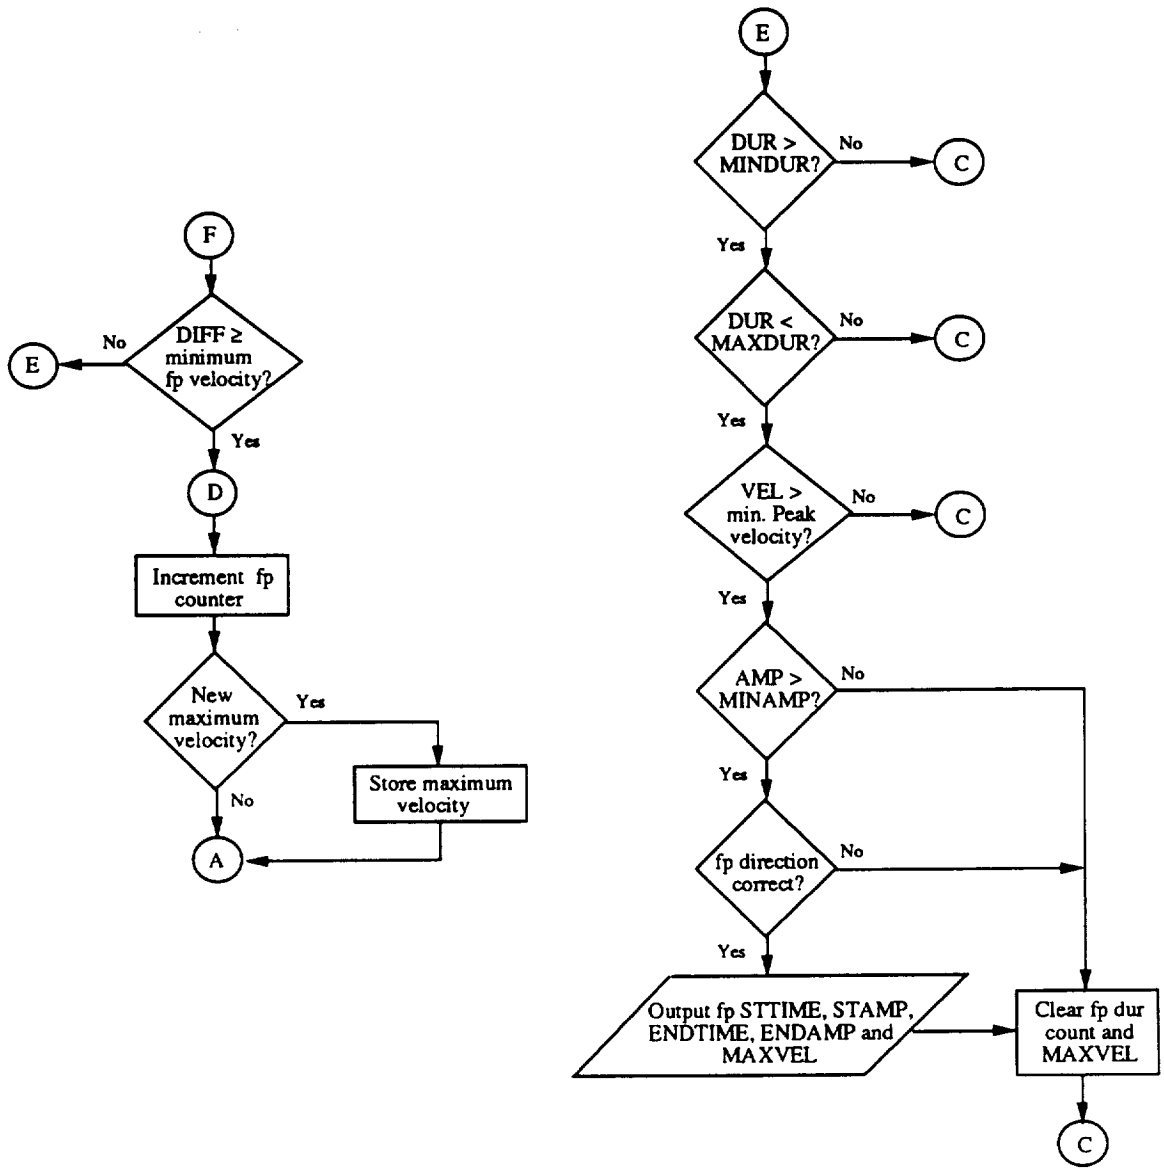 F
DIFF ≥
minimum
fp velocity?
No
E
Yes
D
Increment fp
counter
New
maximum
velocity?
Yes
Store maximum
velocity
No
A
E
DUR >
MINDUR?
No
C
Yes
DUR <
MAXDUR?
No
C
Yes
VEL >
min. Peak
velocity?
No
C
Yes
AMP >
MINAMP?
No
Yes
fp direction
correct?
No
Yes
Output fp STTIME, STAMP,
ENDTIME, ENDAMP and
MAXVEL
Clear fp dur
count and
MAXVEL
C